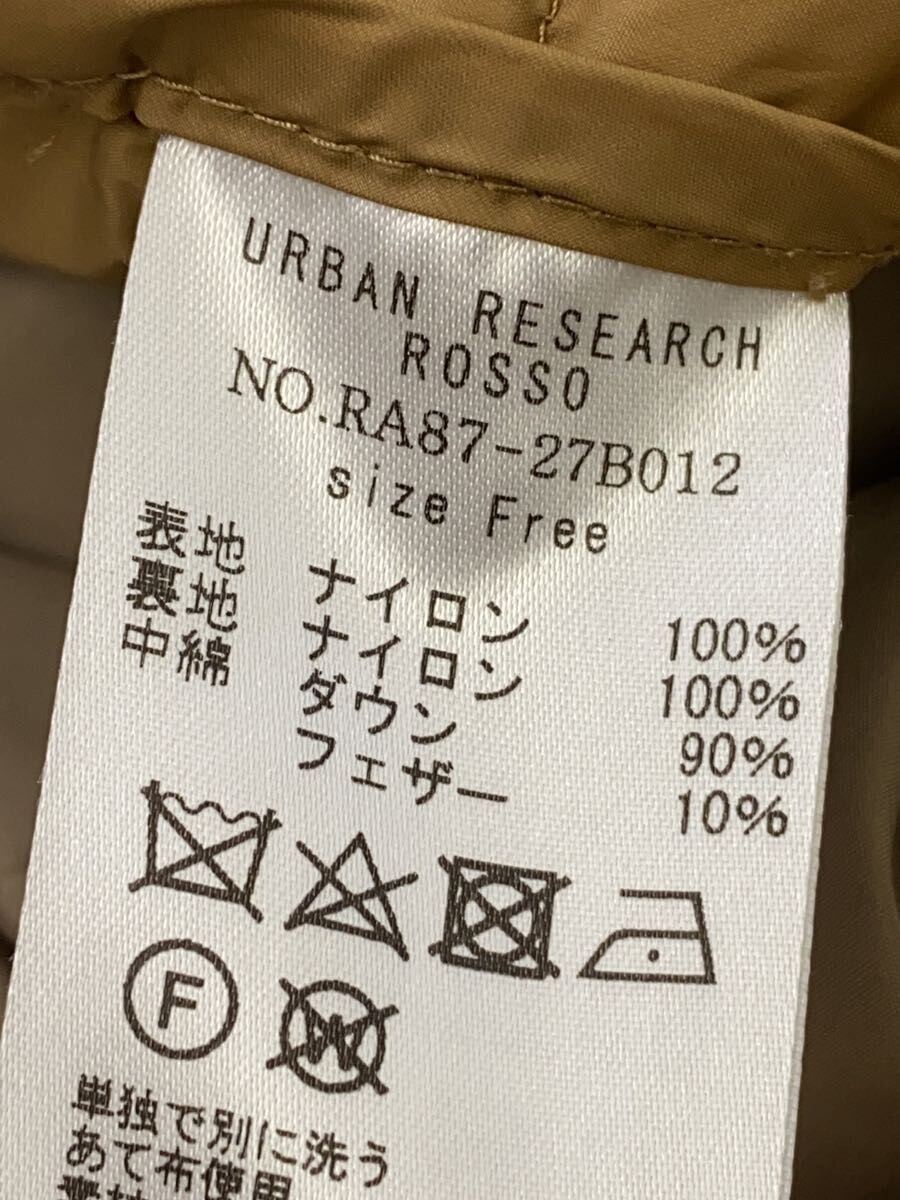 URBAN RESEARCH
ROSSO
NO.RA87-27B012
size Free
表地 ナイロン 100%
裏地 ナイロン 100%
中綿 ダウン 90%
フェザー 10%
F W
単独で別に洗う
あて布使用